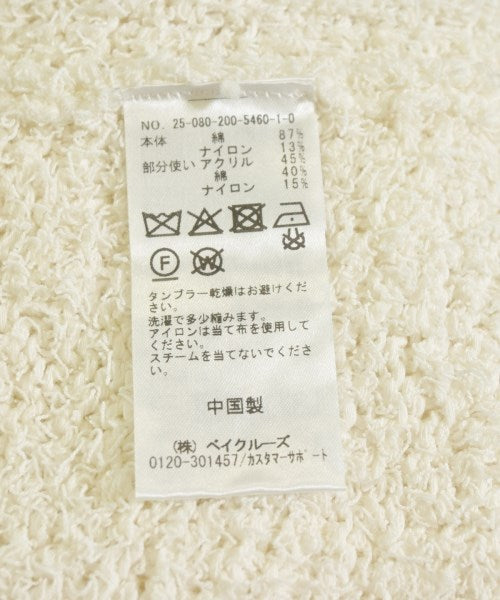 NO. 25-080-200-5460-1-0
本体 綿 87%
ナイロン 13%
部分使い アクリル 45%
綿 40%
ナイロン 15%
F W
タンブラー乾燥はお避けくだ
さい。
洗濯で多少縮みます。
アイロンは当て布を使用して
ください。
スチームを当てないでくださ
い。
中国製
(株) ベイクルーズ
0120-301457/カスタマーサポート